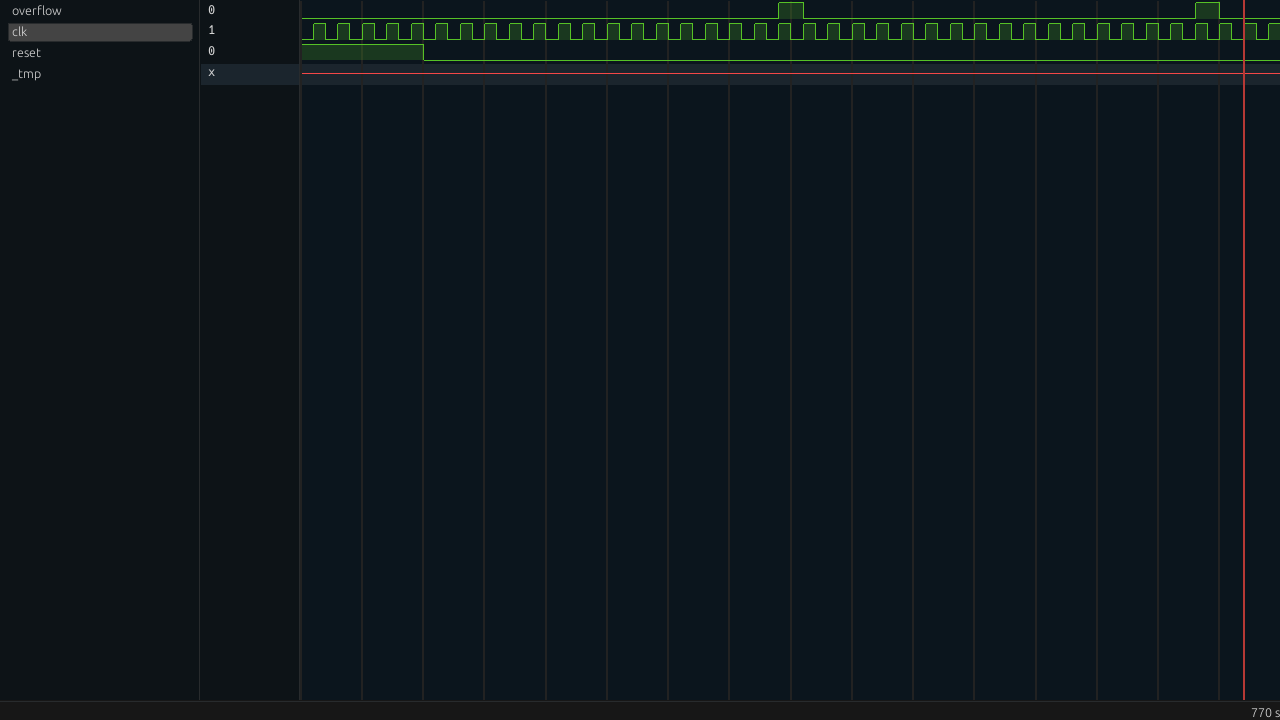 overflow 0
clk 1
reset 0
_tmp x
770 s